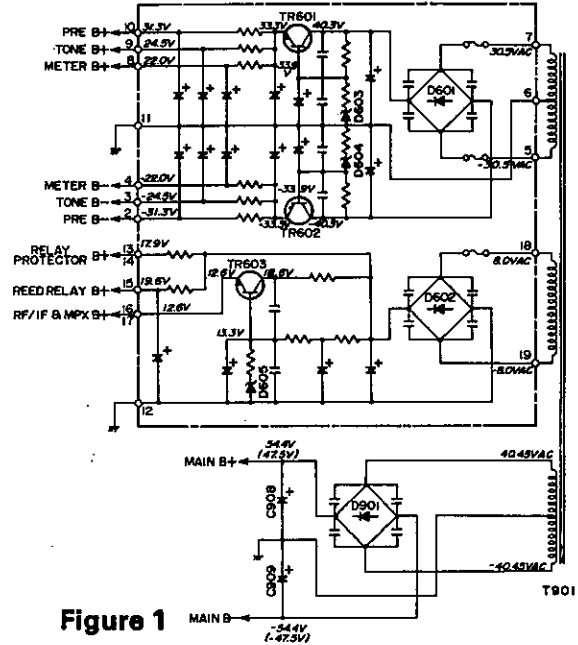 PRE B+ 10 31.3V 33.3V TR601 40.3V 7
TONE B+ 9 24.5V 30.5VAC
METER B+ 8 22.0V 33.9V
D603 D601 6
11
D604
5
METER B- 4 -22.0V -30.5VAC
TONE B- 3 -24.5V -33.9V
PRE B- 2 -31.3V -33.3V -40.3V
TR602
RELAY PROTECTOR B+ 13 14 17.9V
TR603 18
8.0VAC
REED RELAY B+ 15 19.6V 12.6V 18.6V
D602
RF/IF & MPX B+ 16 17 12.6V
13.3V
19
-8.0VAC
D605
12
54.4V
(47.5V) 40.45VAC
MAIN B+
C908 D901
C909
-40.45VAC
T901
MAIN B-
-54.4V
(-47.5V)
Figure 1